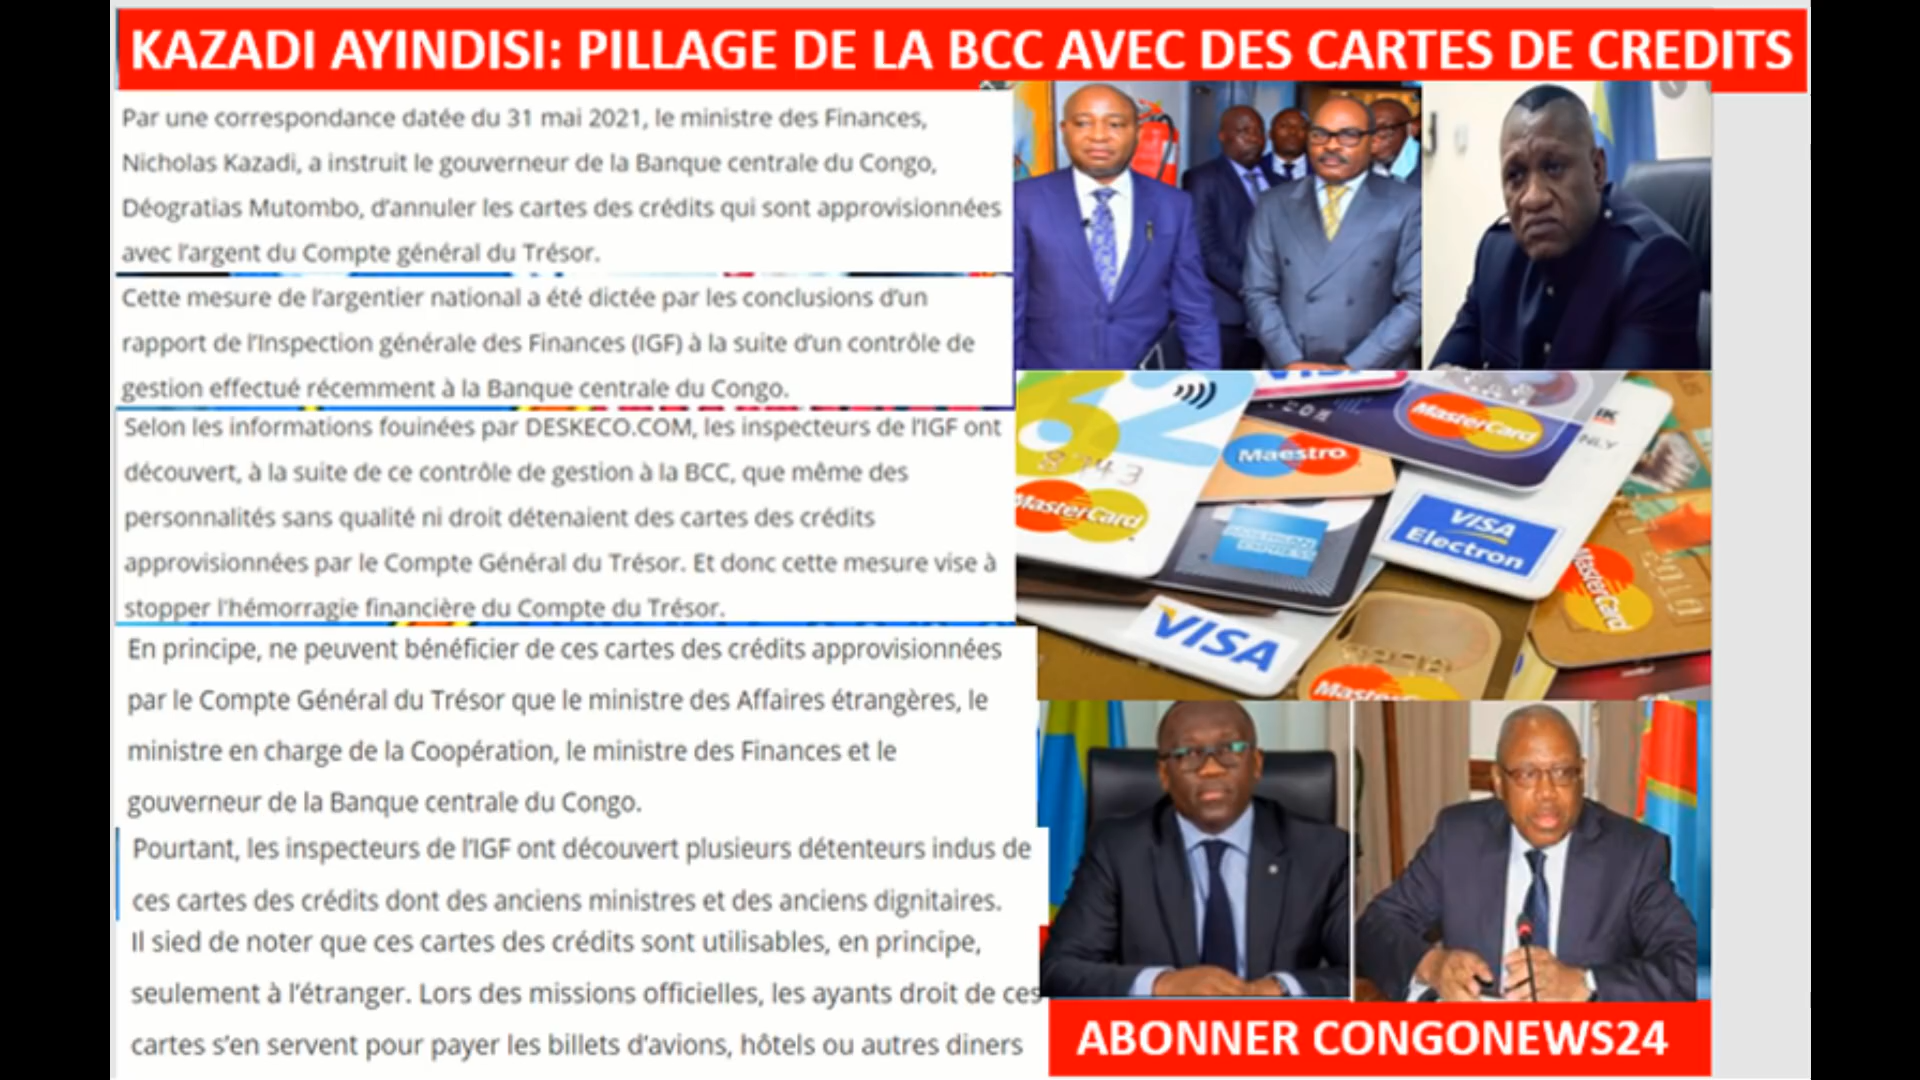 KAZADI AYINDISI: PILLAGE DE LA BCC AVEC DES CARTES DE CREDITS
Par une correspondance datée du 31 mai 2021, le ministre des Finances,
Nicholas Kazadi, a instruit le gouverneur de la Banque centrale du Congo,
Déogratias Mutombo, d'annuler les cartes des crédits qui sont approvisionnées
avec l'argent du Compte général du Trésor.
Cette mesure de l'argentier national a été dictée par les conclusions d'un
rapport de l'Inspection générale des Finances (IGF) à la suite d'un contrôle de
gestion effectué récemment à la Banque centrale du Congo.
Selon les informations fouinées par DESKECO.COM, les inspecteurs de l'IGF ont
découvert, à la suite de ce contrôle de gestion à la BCC, que même des
personnalités sans qualité ni droit détenaient des cartes des crédits
approvisionnées par le Compte Général du Trésor. Et donc cette mesure vise à
stopper l'hémorragie financière du Compte du Trésor.
En principe, ne peuvent bénéficier de ces cartes des crédits approvisionnées
par le Compte Général du Trésor que le ministre des Affaires étrangères, le
ministre en charge de la Coopération, le ministre des Finances et le
gouverneur de la Banque centrale du Congo.
Pourtant, les inspecteurs de l'IGF ont découvert plusieurs détenteurs indus de
ces cartes des crédits dont des anciens ministres et des anciens dignitaires.
Il sied de noter que ces cartes des crédits sont utilisables, en principe,
seulement à l'étranger. Lors des missions officielles, les ayants droit de ces
cartes s'en servent pour payer les billets d'avions, hôtels ou autres diners
VISA
MasterCard
Maestro
8743
MasterCard
AMERICAN EXPRESS
VISA
Electron
MasterCard
VISA
MasterCard
ABONNER CONGONEWS24